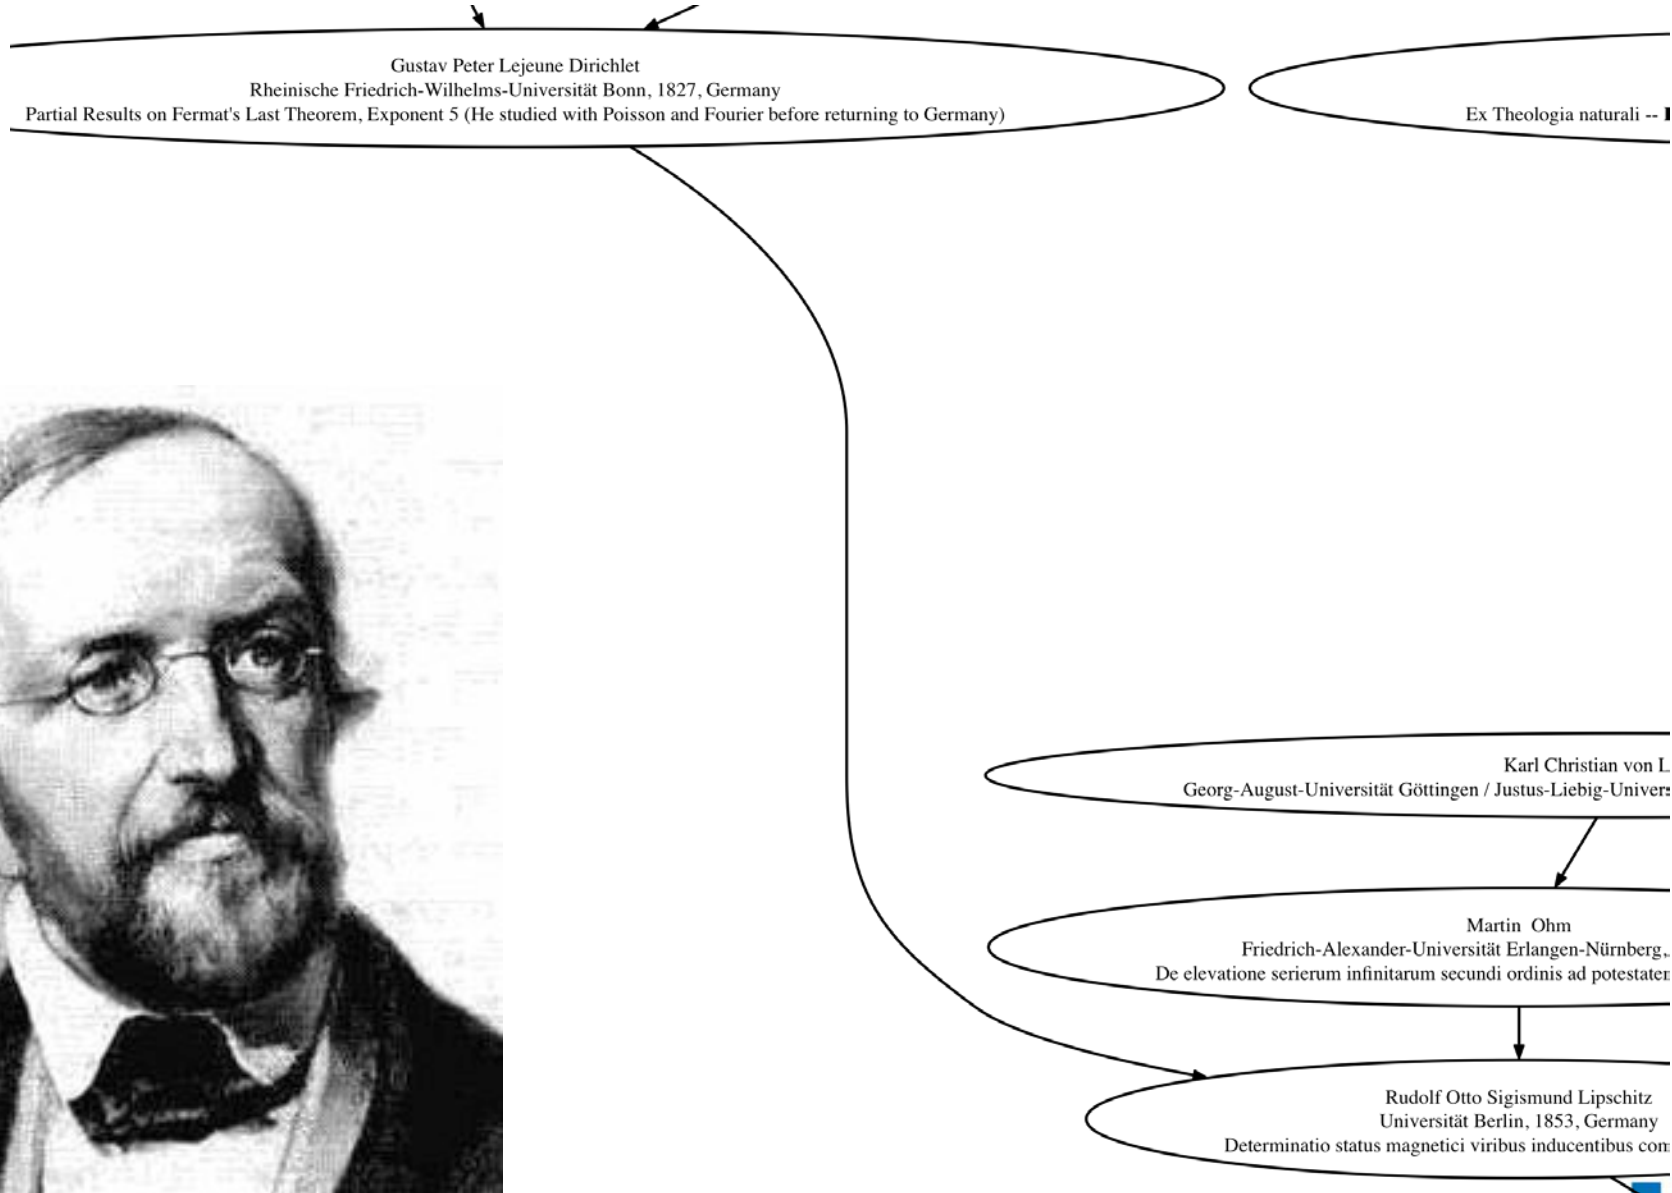 Gustav Peter Lejeune Dirichlet
Rheinische Friedrich-Wilhelms-Universität Bonn, 1827, Germany
Partial Results on Fermat's Last Theorem, Exponent 5 (He studied with Poisson and Fourier before returning to Germany)
Ex Theologia naturali --
Karl Christian von L
Georg-August-Universität Göttingen / Justus-Liebig-Univers
Martin Ohm
Friedrich-Alexander-Universität Erlangen-Nürnberg,
De elevatione serierum infinitarum secundi ordinis ad potestatem
Rudolf Otto Sigismund Lipschitz
Universität Berlin, 1853, Germany
Determinatio status magnetici viribus inducentibus com